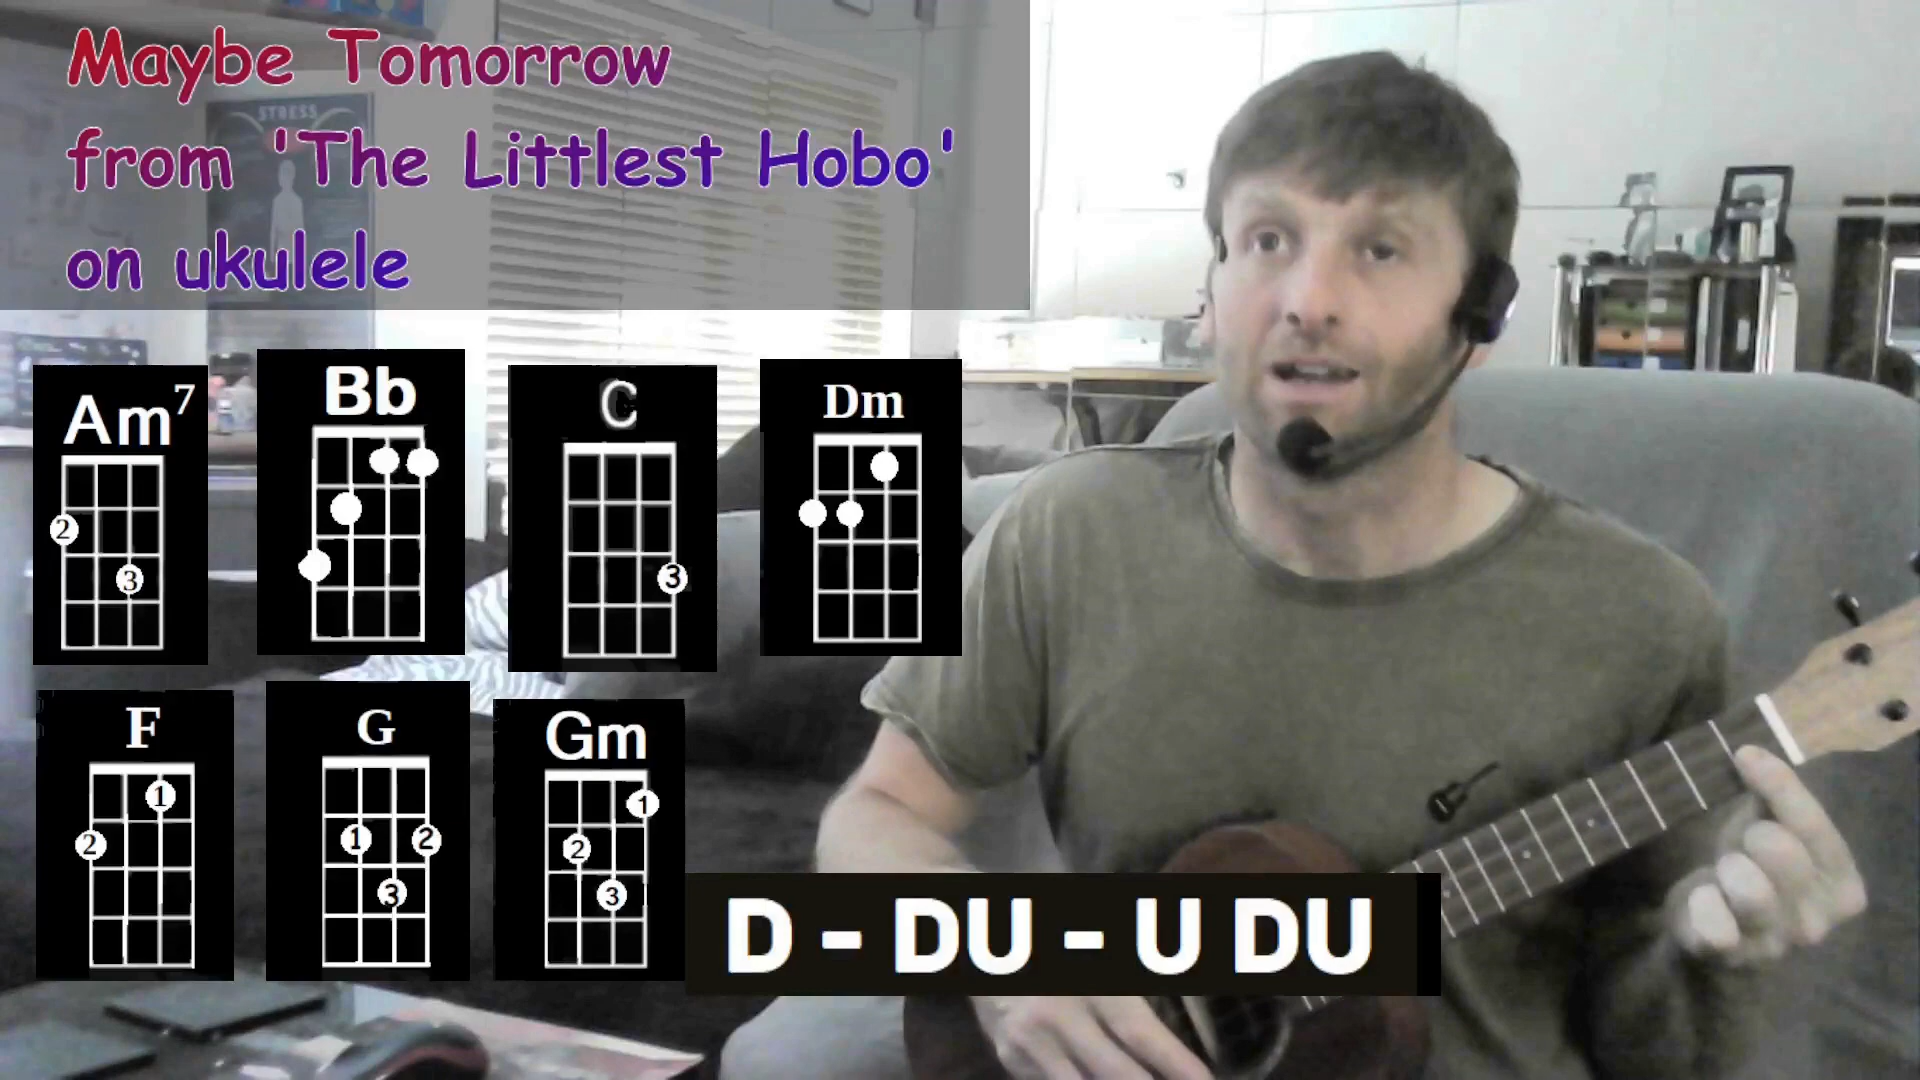 Maybe Tomorrow
from 'The Littlest Hobo'
on ukulele
STRESS
Am7
2
3
Bb
C
3
Dm
F
1
2
G
1 2
3
Gm
1
2
3
D - DU - U DU